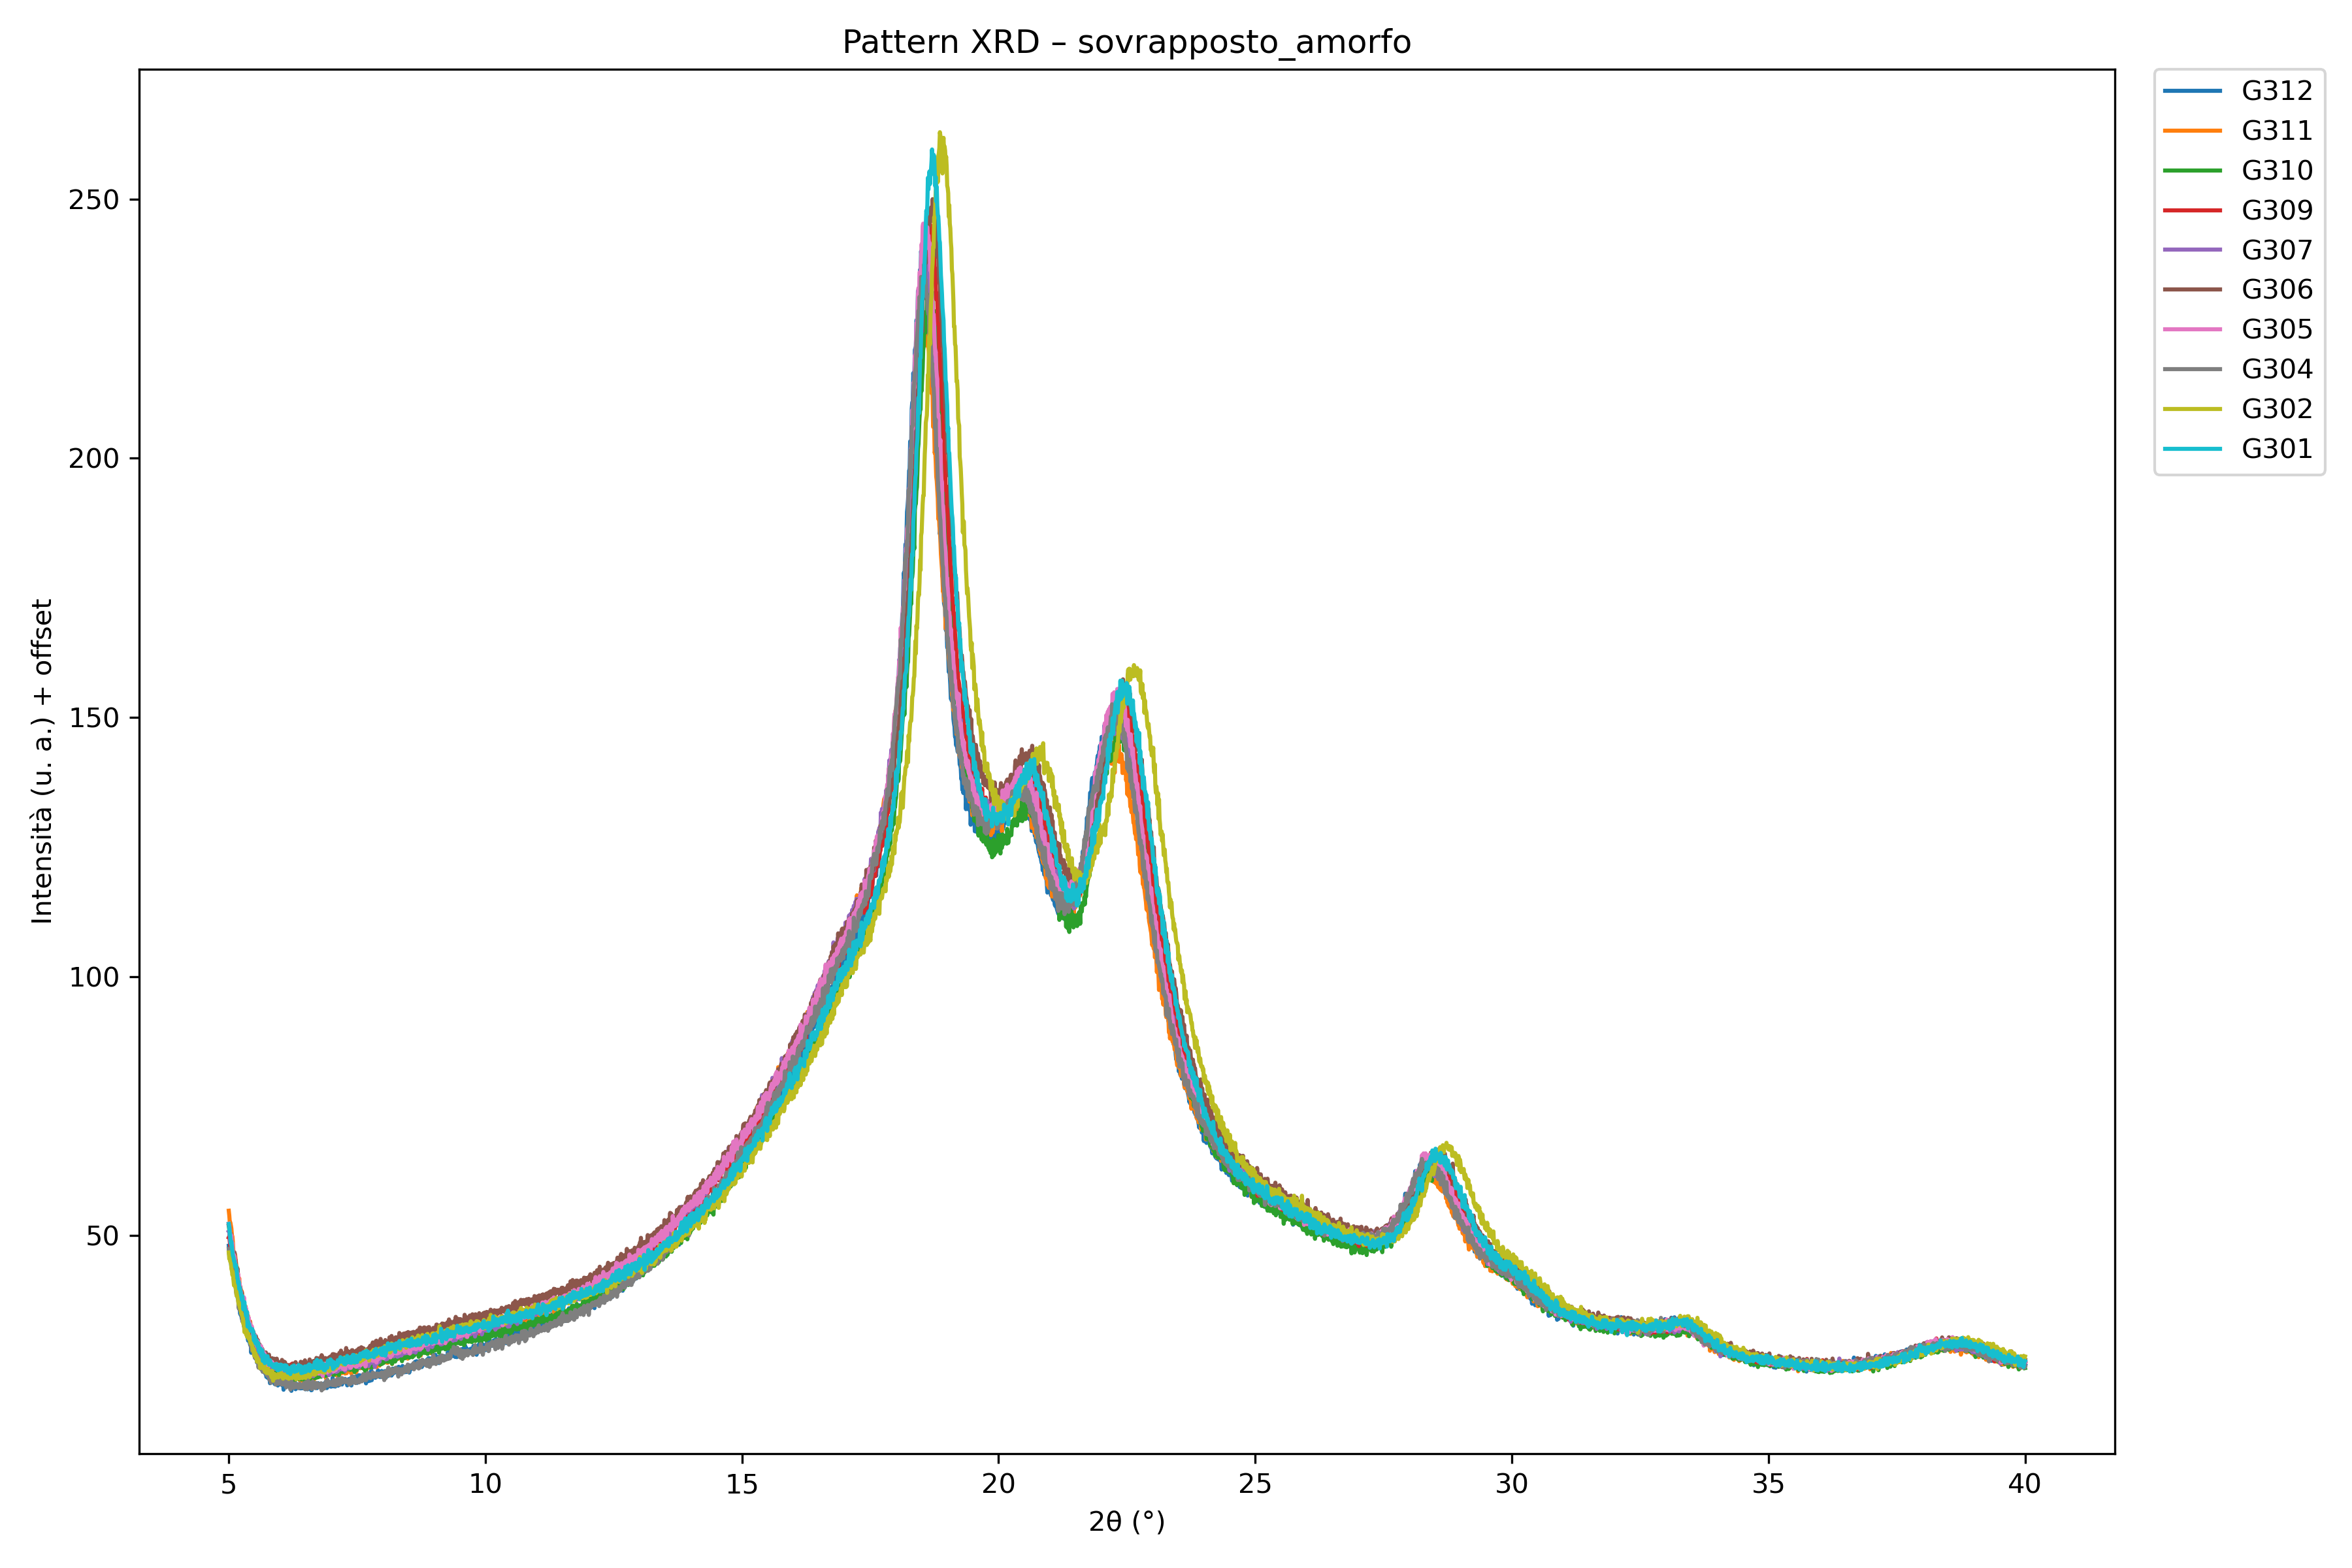 Pattern XRD – sovrapposto_amorfo
G312
G311
G310
G309
G307
G306
G305
G304
G302
G301
250
200
150
100
50
Intensità (u. a.) + offset
5 10 15 20 25 30 35 40
2θ (°)